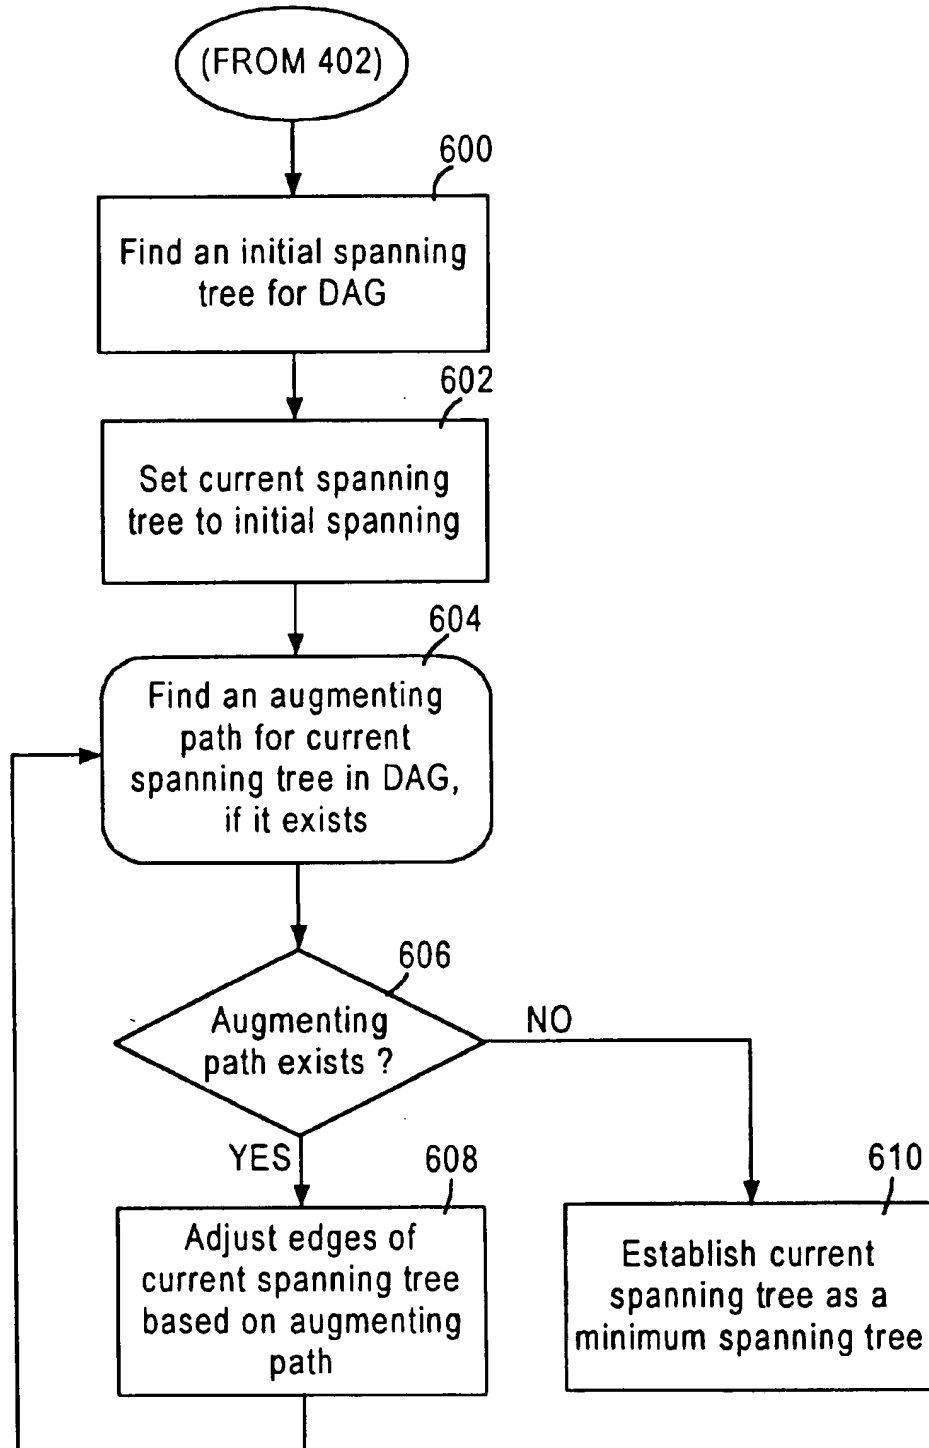 (FROM 402)
600
Find an initial spanning
tree for DAG
602
Set current spanning
tree to initial spanning
604
Find an augmenting
path for current
spanning tree in DAG,
if it exists
606
Augmenting
path exists ?
NO
YES
608
Adjust edges of
current spanning tree
based on augmenting
path
610
Establish current
spanning tree as a
minimum spanning tree